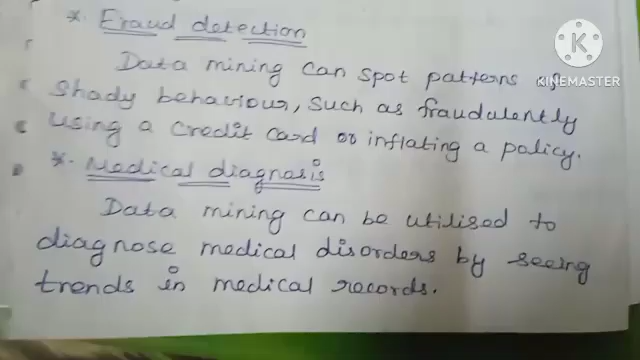 *. Fraud detection
Data mining can spot patterns of
shady behaviour, such as fraudulently
using a credit card or inflating a policy.
*. Medical diagnosis
Data mining can be utilised to
diagnose medical disorders by seeing
trends in medical records.
KINEMASTER